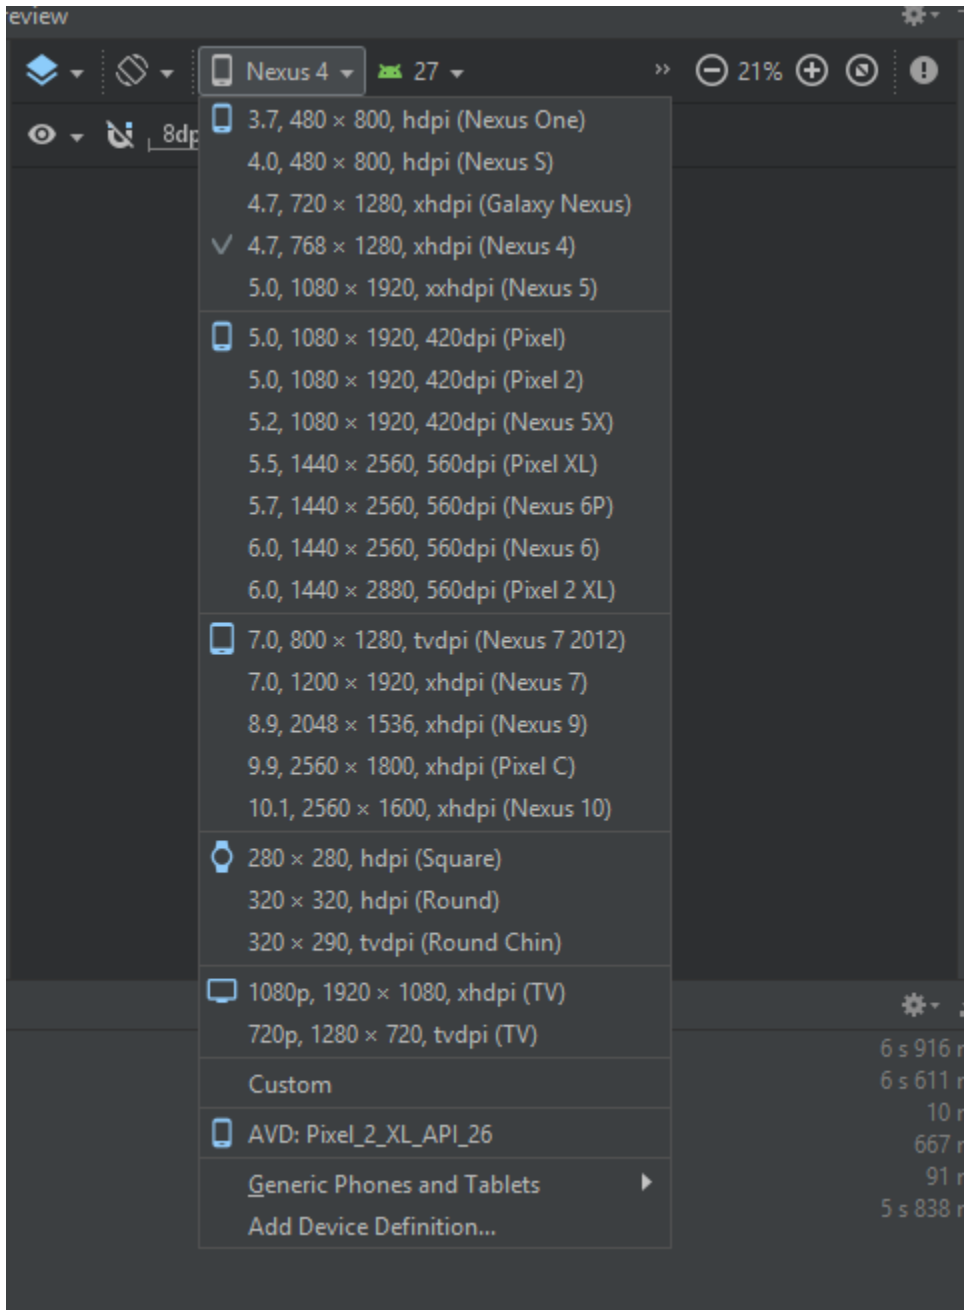 eview
Nexus 4 27 >> 21%
8dp
3.7, 480 × 800, hdpi (Nexus One)
4.0, 480 × 800, hdpi (Nexus S)
4.7, 720 × 1280, xhdpi (Galaxy Nexus)
4.7, 768 × 1280, xhdpi (Nexus 4)
5.0, 1080 × 1920, xxhdpi (Nexus 5)
5.0, 1080 × 1920, 420dpi (Pixel)
5.0, 1080 × 1920, 420dpi (Pixel 2)
5.2, 1080 × 1920, 420dpi (Nexus 5X)
5.5, 1440 × 2560, 560dpi (Pixel XL)
5.7, 1440 × 2560, 560dpi (Nexus 6P)
6.0, 1440 × 2560, 560dpi (Nexus 6)
6.0, 1440 × 2880, 560dpi (Pixel 2 XL)
7.0, 800 × 1280, tvdpi (Nexus 7 2012)
7.0, 1200 × 1920, xhdpi (Nexus 7)
8.9, 2048 × 1536, xhdpi (Nexus 9)
9.9, 2560 × 1800, xhdpi (Pixel C)
10.1, 2560 × 1600, xhdpi (Nexus 10)
280 × 280, hdpi (Square)
320 × 320, hdpi (Round)
320 × 290, tvdpi (Round Chin)
1080p, 1920 × 1080, xhdpi (TV)
720p, 1280 × 720, tvdpi (TV)
Custom
AVD: Pixel_2_XL_API_26
Generic Phones and Tablets
Add Device Definition...
6 s 916
6 s 611
10
667
91
5 s 838